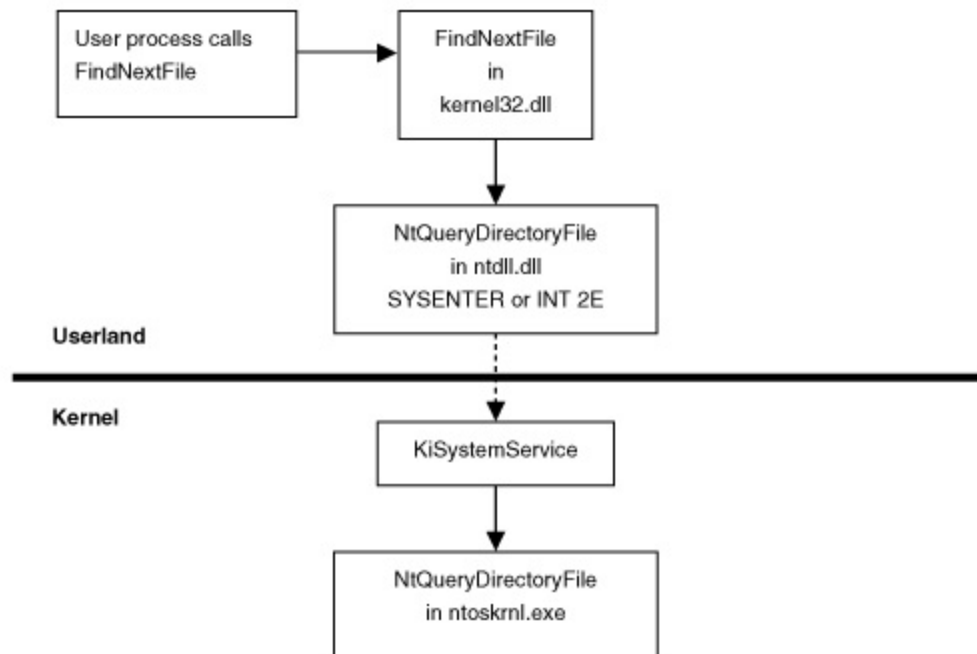 User process calls
FindNextFile
FindNextFile
in
kernel32.dll
NtQueryDirectoryFile
in ntdll.dll
SYSENTER or INT 2E
Userland
Kernel
KiSystemService
NtQueryDirectoryFile
in ntoskrnl.exe